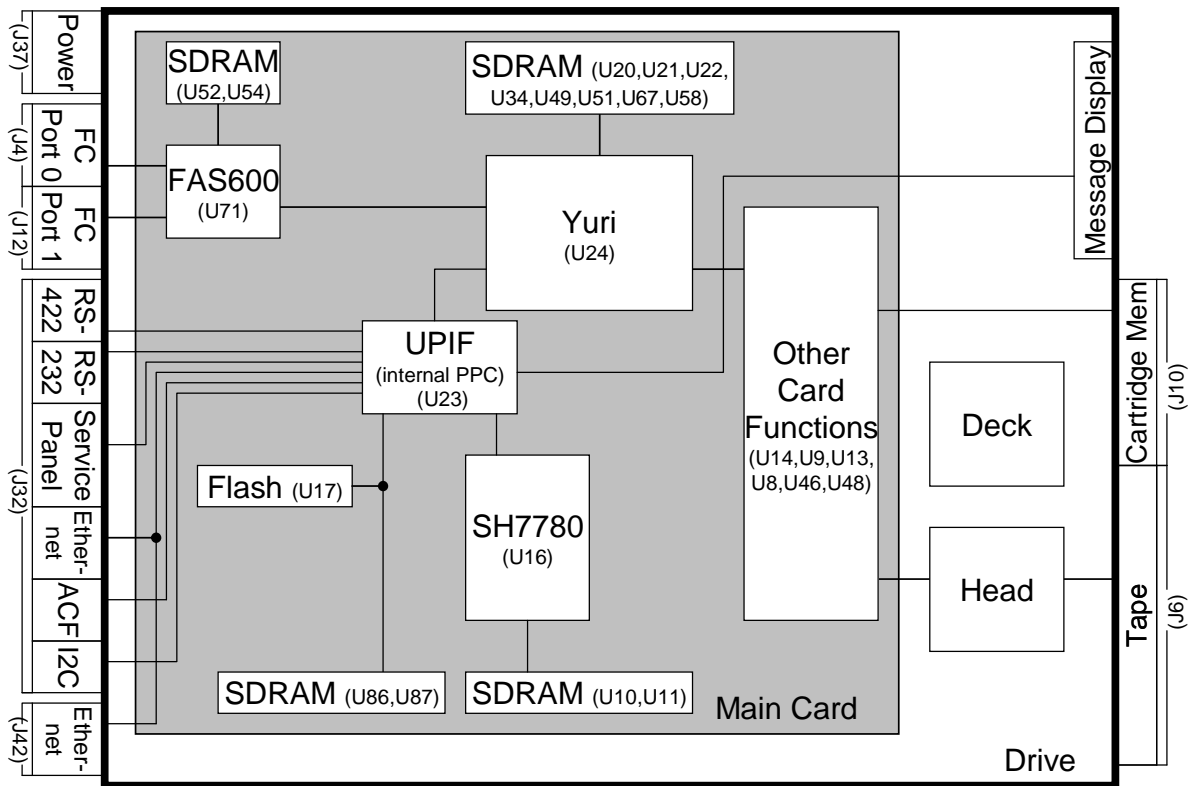 Power
(J37)
FC
Port 0
(J4)
FC
Port 1
(J12)
RS-
422
RS-
232
Service
Panel
Ether-
net
ACF
I2C
(J32)
Ether-
net
(J42)
SDRAM
(U52,U54)
SDRAM (U20,U21,U22,
U34,U49,U51,U67,U58)
FAS600
(U71)
Yuri
(U24)
UPIF
(internal PPC)
(U23)
Flash (U17)
SH7780
(U16)
SDRAM (U86,U87)
SDRAM (U10,U11)
Other
Card
Functions
(U14,U9,U13,
U8,U46,U48)
Main Card
Deck
Head
Drive
Message Display
Cartridge Mem
(J10)
Tape
(J6)